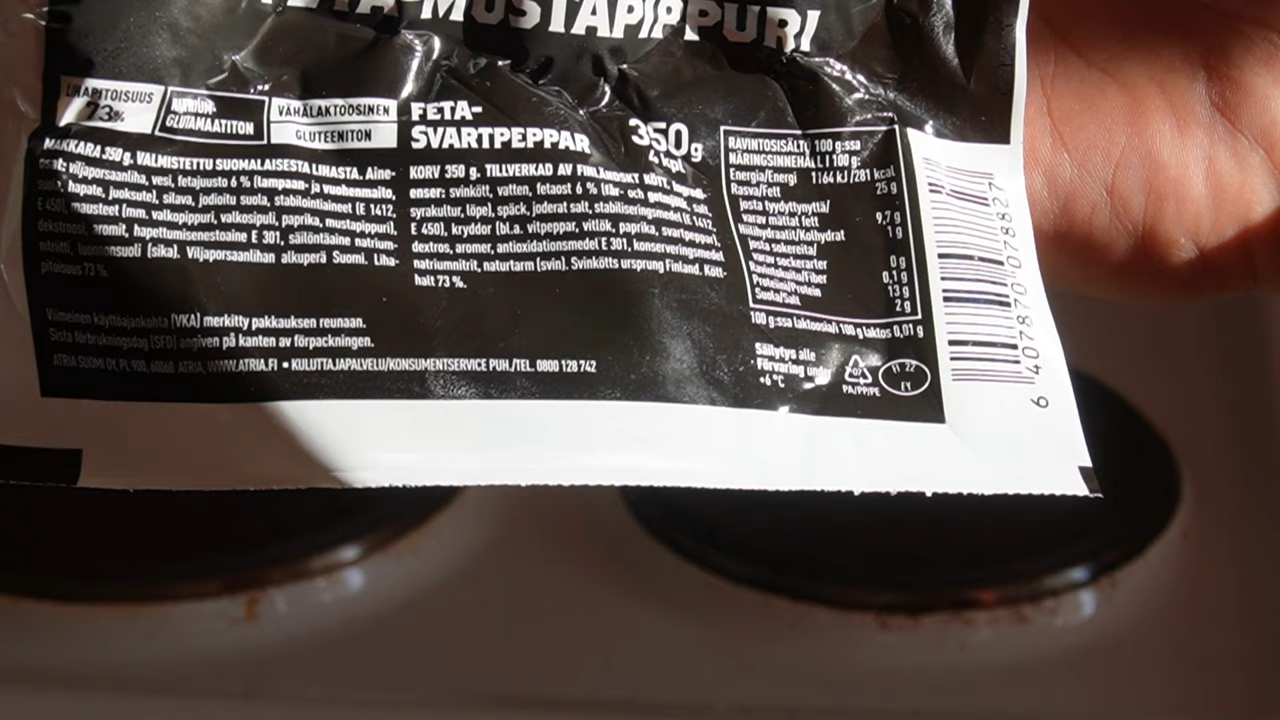 FETA-MUSTAPIPPURI
LIHAPITOISUUS
73%
NATRIUM-
GLUTAMAATITON
VÄHÄLAKTOOSINEN
GLUTEENITON
MAKKARA 350 g. VALMISTETTU SUOMALAISESTA LIHASTA. Aine-
osat: viljaporsaanliha, vesi, fetajuusto 6 % (lampaan- ja vuohenmaito,
suola, hapate, juoksute), silava, jodioitu suola, stabilointiaineet (E 1412,
E 450), mausteet (mm. valkopippuri, valkosipuli, paprika, mustapippuri),
dekstroosi, aromit, hapettumisenestoaine E 301, säilöntäaine natrium-
nitriitti, luonnonsuoli (sika). Viljaporsaanlihan alkuperä Suomi. Liha-
pitoisuus 73 %.
Viimeinen käyttöajankohta (VKA) merkitty pakkauksen reunaan.
Sista förbrukningsdag (SFD) angiven på kanten av förpackningen.
ATRIA SUOMI OY, PL 900, 60060 ATRIA, WWW.ATRIA.FI • KULUTTAJAPALVELU/KONSUMENTSERVICE PUH./TEL. 0800 128 742
FETA-
SVARTPEPPAR
350g
4 kpl
KORV 350 g. TILLVERKAD AV FINLÄNDSKT KÖTT. Ingredi-
enser: svinkött, vatten, fetaost 6 % (får- och getmjölk, salt,
syrakultur, löpe), späck, joderat salt, stabiliseringsmedel (E 1412,
E 450), kryddor (bl.a. vitpeppar, vitlök, paprika, svartpeppar),
dextros, aromer, antioxidationsmedel E 301, konserveringsmedel
natriumnitrit, naturtarm (svin). Svinkötts ursprung Finland. Kött-
halt 73 %.
RAVINTOSISÄLTÖ 100 g:ssa
NÄRINGSINNEHÅLL I 100 g:
Energia/Energi 1164 kJ /281 kcal
Rasva/Fett 25 g
josta tyydyttynyttä/
varav mättat fett 9,7 g
Hiilihydraatit/Kolhydrat 1 g
josta sokereita/
varav sockerarter 0 g
Ravintokuitu/Fiber 0,1 g
Proteiini/Protein 13 g
Suola/Salt 2 g
100 g:ssa laktoosia/i 100 g laktos 0,01 g
Säilytys alle
Förvaring under
+6 °C
07
PA/PP/PE
FI 22
EY
6 407870 078827